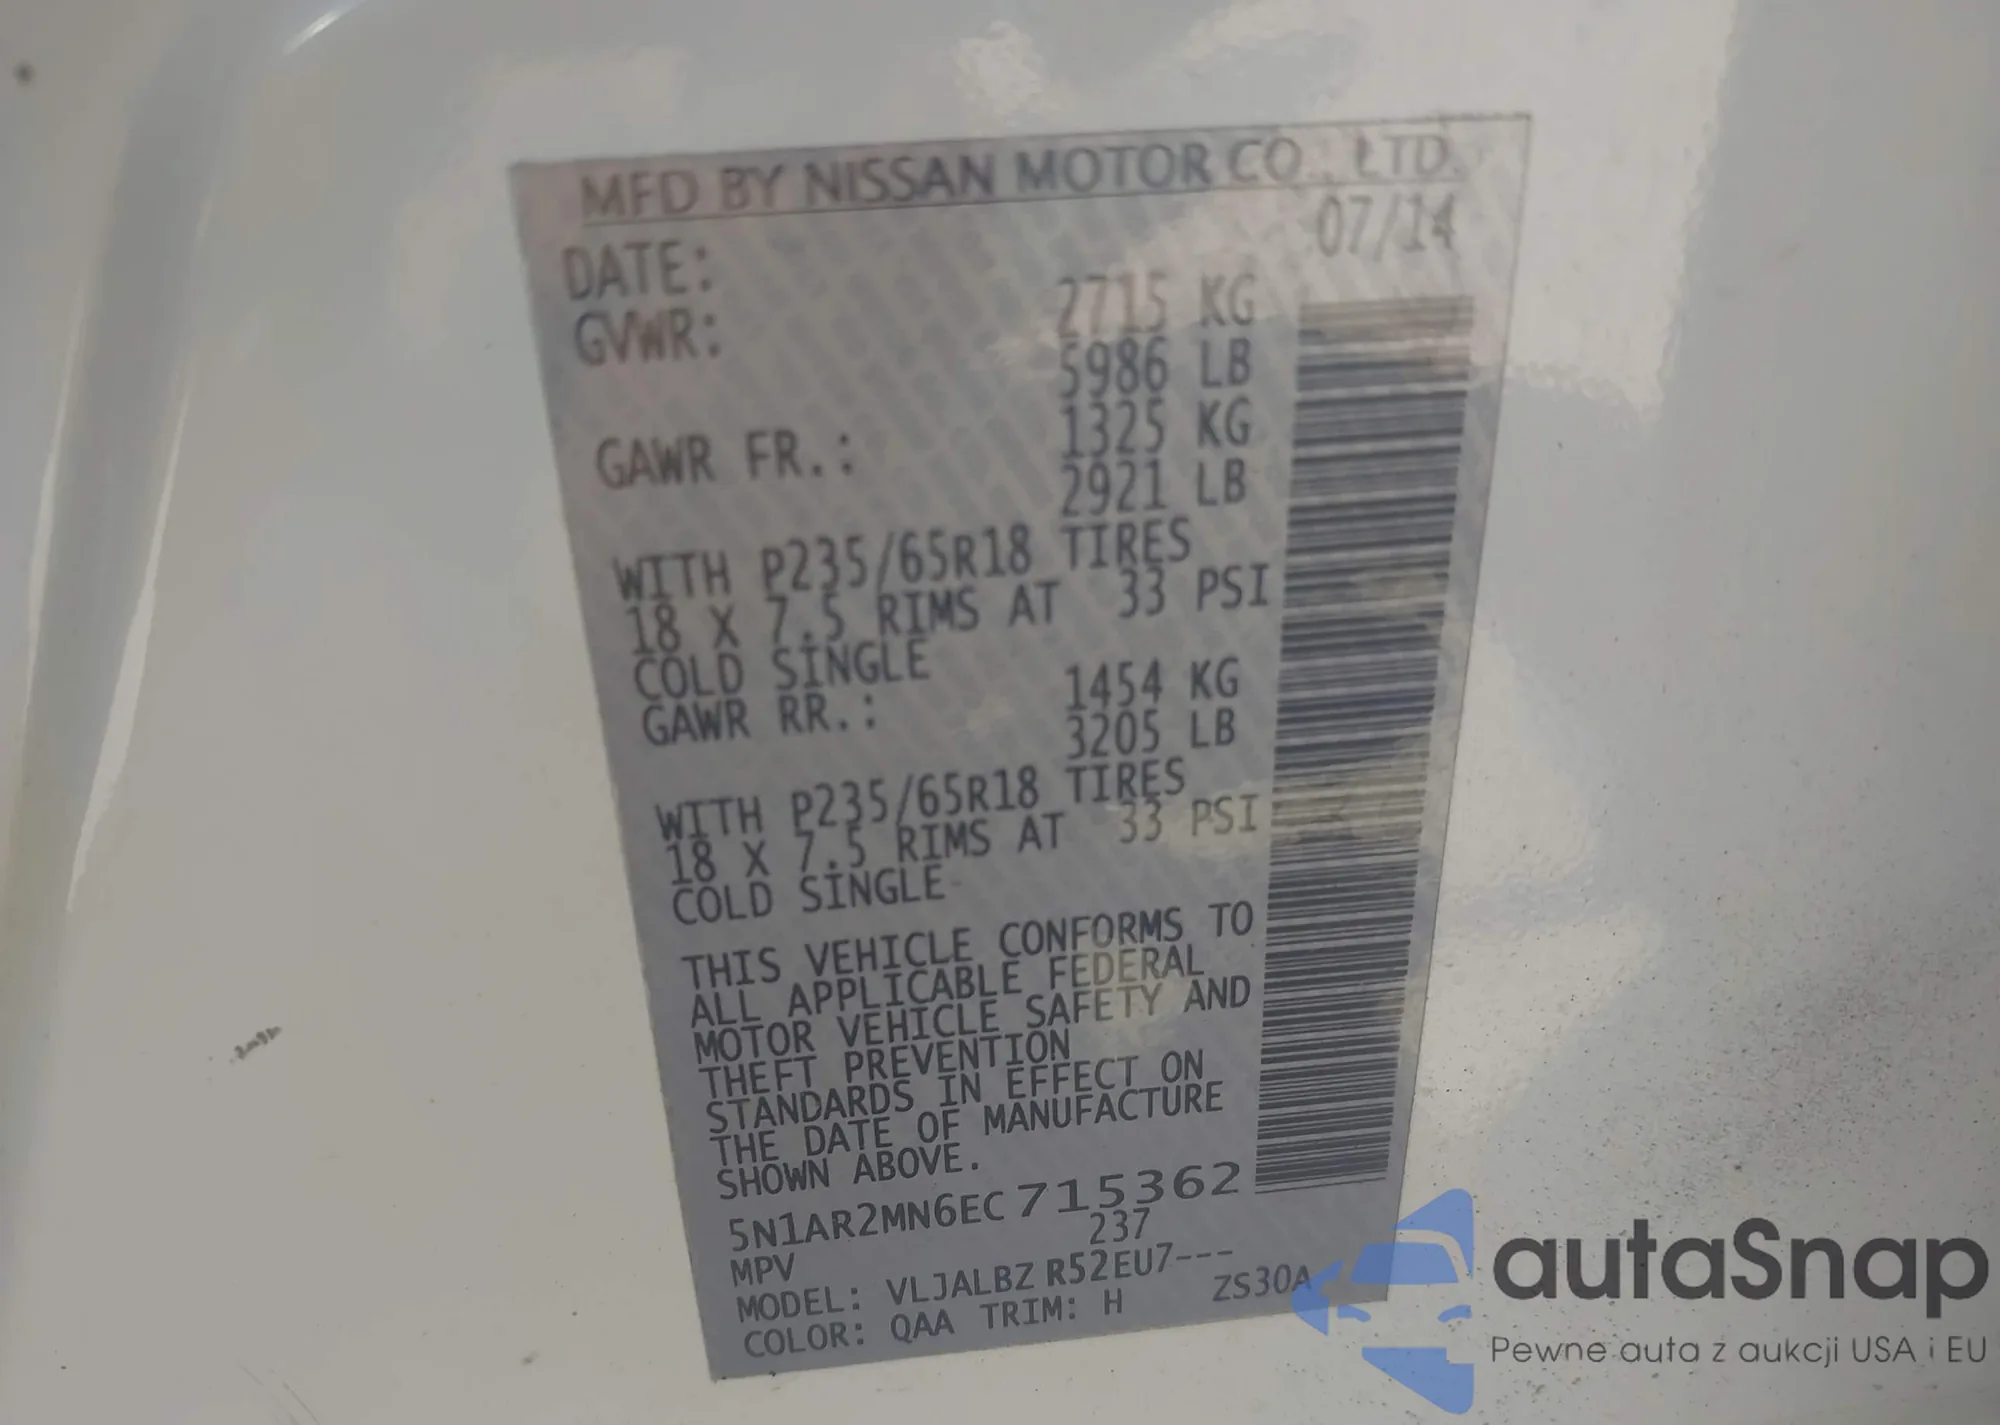 MFD BY NISSAN MOTOR CO., LTD.
DATE: 07/14
GVWR: 2715 KG
5986 LB
GAWR FR.: 1325 KG
2921 LB
WITH P235/65R18 TIRES
18 X 7.5 RIMS AT 33 PSI
COLD SINGLE
GAWR RR.: 1454 KG
3205 LB
WITH P235/65R18 TIRES
18 X 7.5 RIMS AT 33 PSI
COLD SINGLE
THIS VEHICLE CONFORMS TO
ALL APPLICABLE FEDERAL
MOTOR VEHICLE SAFETY AND
THEFT PREVENTION
STANDARDS IN EFFECT ON
THE DATE OF MANUFACTURE
SHOWN ABOVE.
5N1AR2MN6EC715362
MPV 237
MODEL: VLJALBZ R52EU7---
COLOR: QAA TRIM: H ZS30A
autaSnap
Pewne auta z aukcji USA i EU